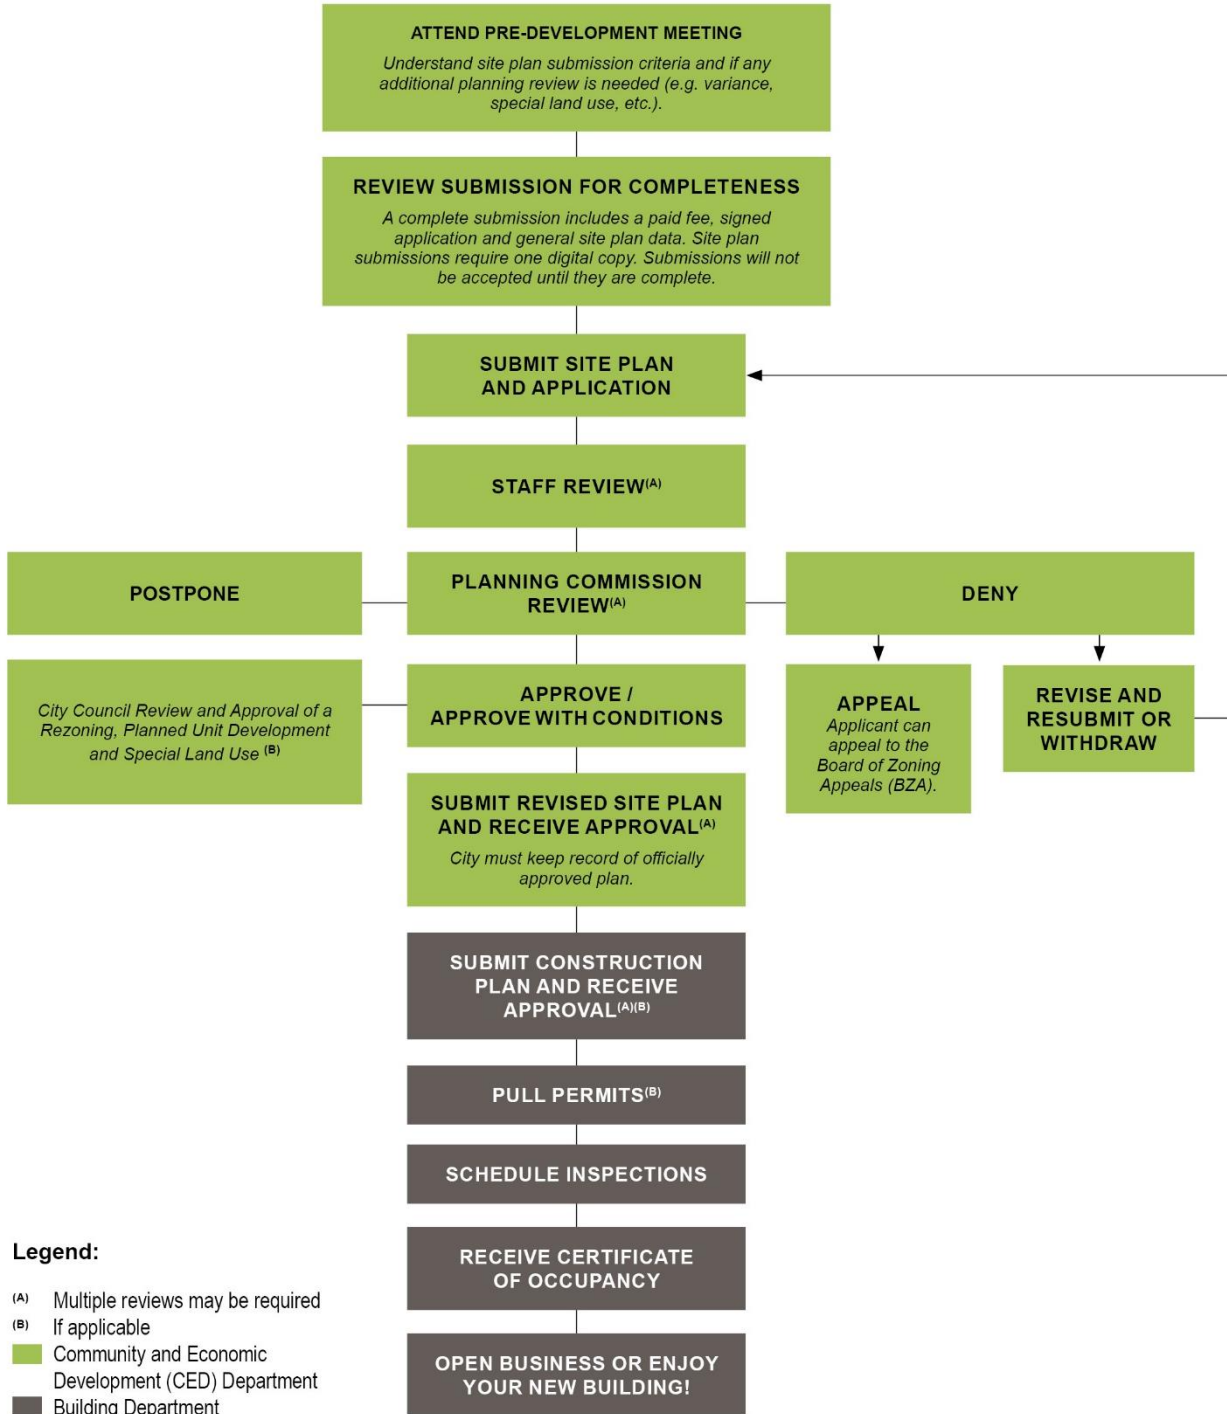 ATTEND PRE-DEVELOPMENT MEETING
Understand site plan submission criteria and if any
additional planning review is needed (e.g. variance,
special land use, etc.).
REVIEW SUBMISSION FOR COMPLETENESS
A complete submission includes a paid fee, signed
application and general site plan data. Site plan
submissions require one digital copy. Submissions will not
be accepted until they are complete.
SUBMIT SITE PLAN
AND APPLICATION
STAFF REVIEW(A)
POSTPONE
PLANNING COMMISSION
REVIEW(A)
DENY
City Council Review and Approval of a
Rezoning, Planned Unit Development
and Special Land Use (B)
APPROVE /
APPROVE WITH CONDITIONS
APPEAL
Applicant can
appeal to the
Board of Zoning
Appeals (BZA).
REVISE AND
RESUBMIT OR
WITHDRAW
SUBMIT REVISED SITE PLAN
AND RECEIVE APPROVAL(A)
City must keep record of officially
approved plan.
SUBMIT CONSTRUCTION
PLAN AND RECEIVE
APPROVAL(A)(B)
PULL PERMITS(B)
SCHEDULE INSPECTIONS
RECEIVE CERTIFICATE
OF OCCUPANCY
OPEN BUSINESS OR ENJOY
YOUR NEW BUILDING!
Legend:
(A) Multiple reviews may be required
(B) If applicable
Community and Economic
Development (CED) Department
Building Department